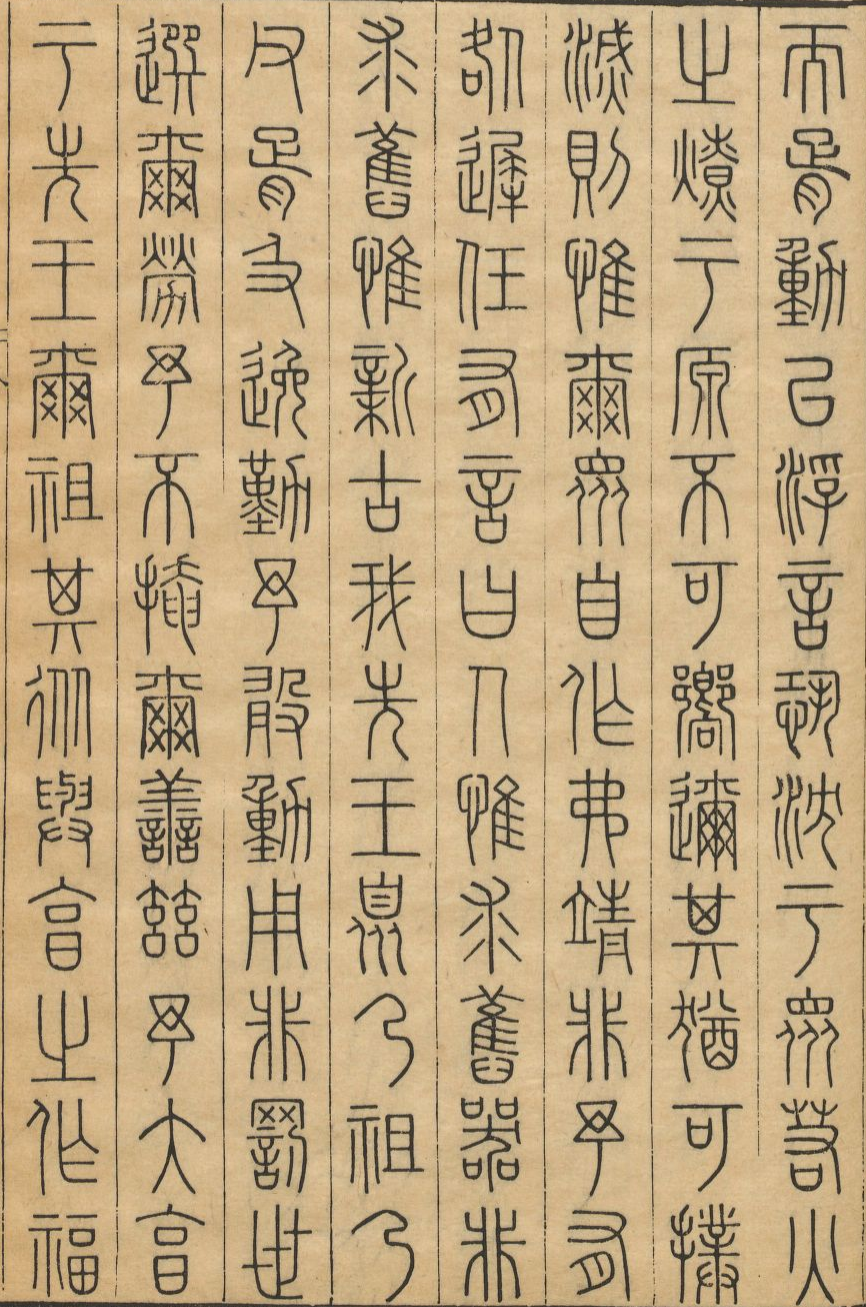 而胥動以浮言恐沈于眾若火
之燎于原不可嚮邇其猶可撲
滅則惟爾眾自作弗靖非予有
咎遲任有言曰人惟求舊器非
求舊惟新古我先王暨乃祖乃
父胥及逸勤予敢動用非罰世
選爾勞予不掩爾善茲予大享
于先王爾祖其從與享之作福